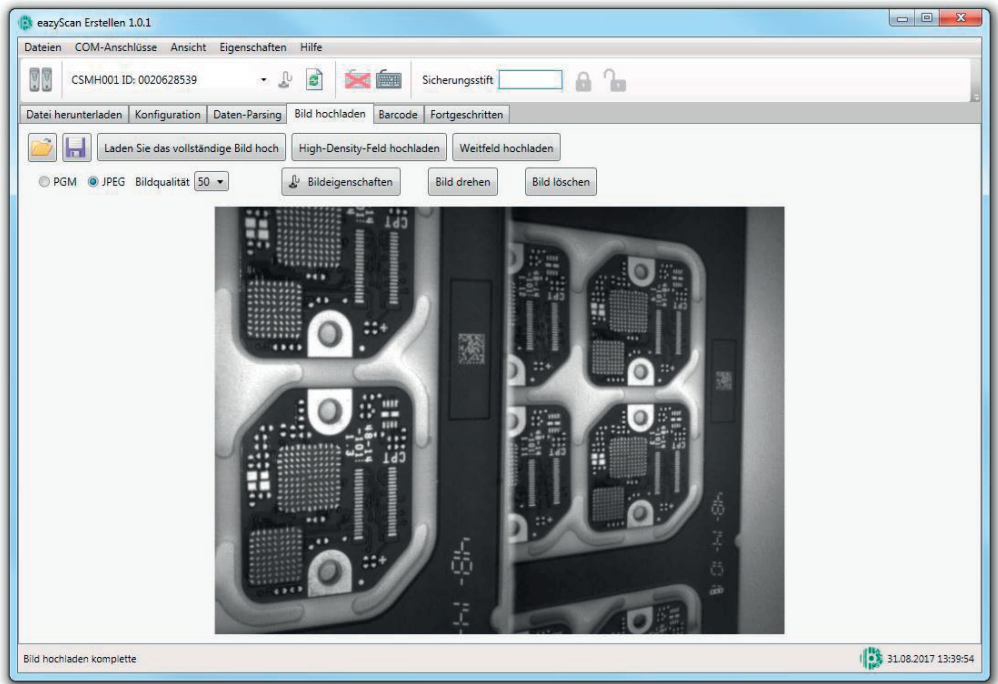 eazyScan Erstellen 1.0.1
Dateien COM-Anschlüsse Ansicht Eigenschaften Hilfe
CSMH001 ID: 0020628539 Sicherungsstift
Datei herunterladen Konfiguration Daten-Parsing Bild hochladen Barcode Fortgeschritten
Laden Sie das vollständige Bild hoch High-Density-Feld hochladen Weitfeld hochladen
PGM JPEG Bildqualität 50 Bildeigenschaften Bild drehen Bild löschen
CPT
CPT
CPT
CPT
Bild hochladen komplette 31.08.2017 13:39:54